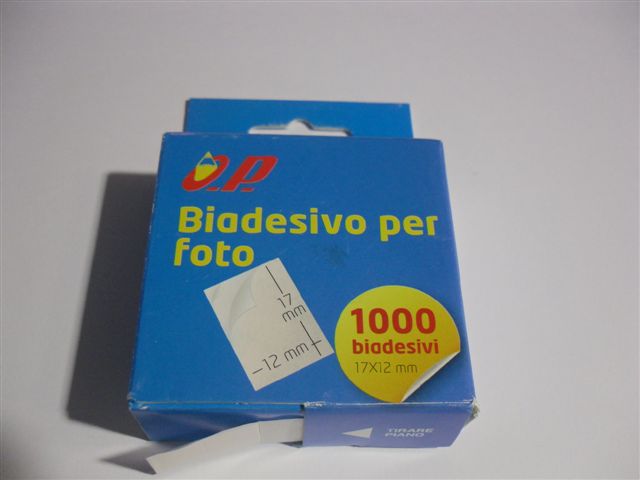 O.P.
Biadesivo per
foto
17
mm
12 mm
1000
biadesivi
17X12 mm
TIRARE
PIANO